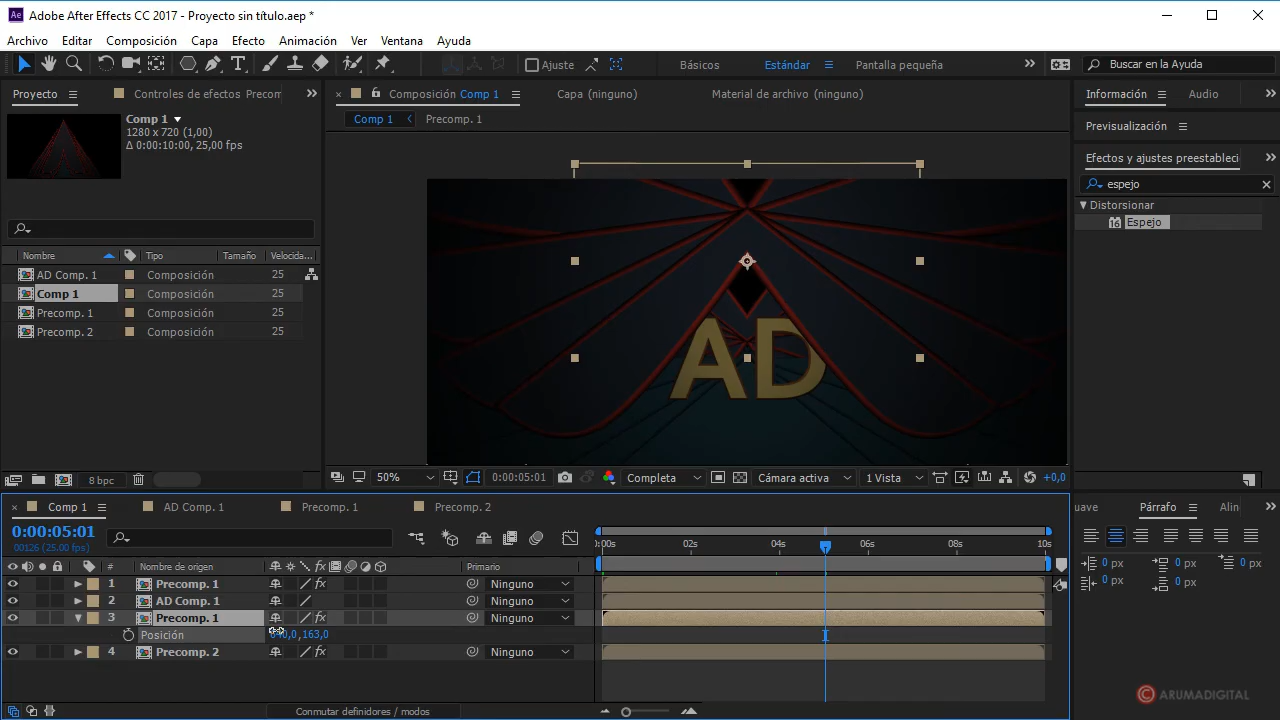 Ae Adobe After Effects CC 2017 - Proyecto sin título.aep *
Archivo Editar Composición Capa Efecto Animación Ver Ventana Ayuda
Ajuste Básicos Estándar Pantalla pequeña Buscar en la Ayuda
Proyecto Controles de efectos Precom
Composición Comp 1 Capa (ninguno) Material de archivo (ninguno)
Información Audio
Comp 1
1280 x 720 (1,00)
Δ 0:00:10:00, 25,00 fps
Comp 1 Precomp. 1
Previsualización
Efectos y ajustes preestableci
espejo
Distorsionar
16 Espejo
Nombre Tipo Tamaño Velocida...
AD Comp. 1 Composición 25
Comp 1 Composición 25
Precomp. 1 Composición 25
Precomp. 2 Composición 25
AD
8 bpc
50% 0:00:05:01 Completa Cámara activa 1 Vista +0,0
Comp 1 AD Comp. 1 Precomp. 1 Precomp. 2
uave Párrafo Alin
0:00:05:01
00126 (25.00 fps)
:00s 02s 04s 06s 08s 10s
# Nombre de origen fx Primario
1 Precomp. 1 fx Ninguno
2 AD Comp. 1 Ninguno
3 Precomp. 1 fx Ninguno
Posición 163,0
4 Precomp. 2 fx Ninguno
0 px 0 px 0 px
0 px 0 px
Conmutar definidores / modos
© ARUMADIGITAL